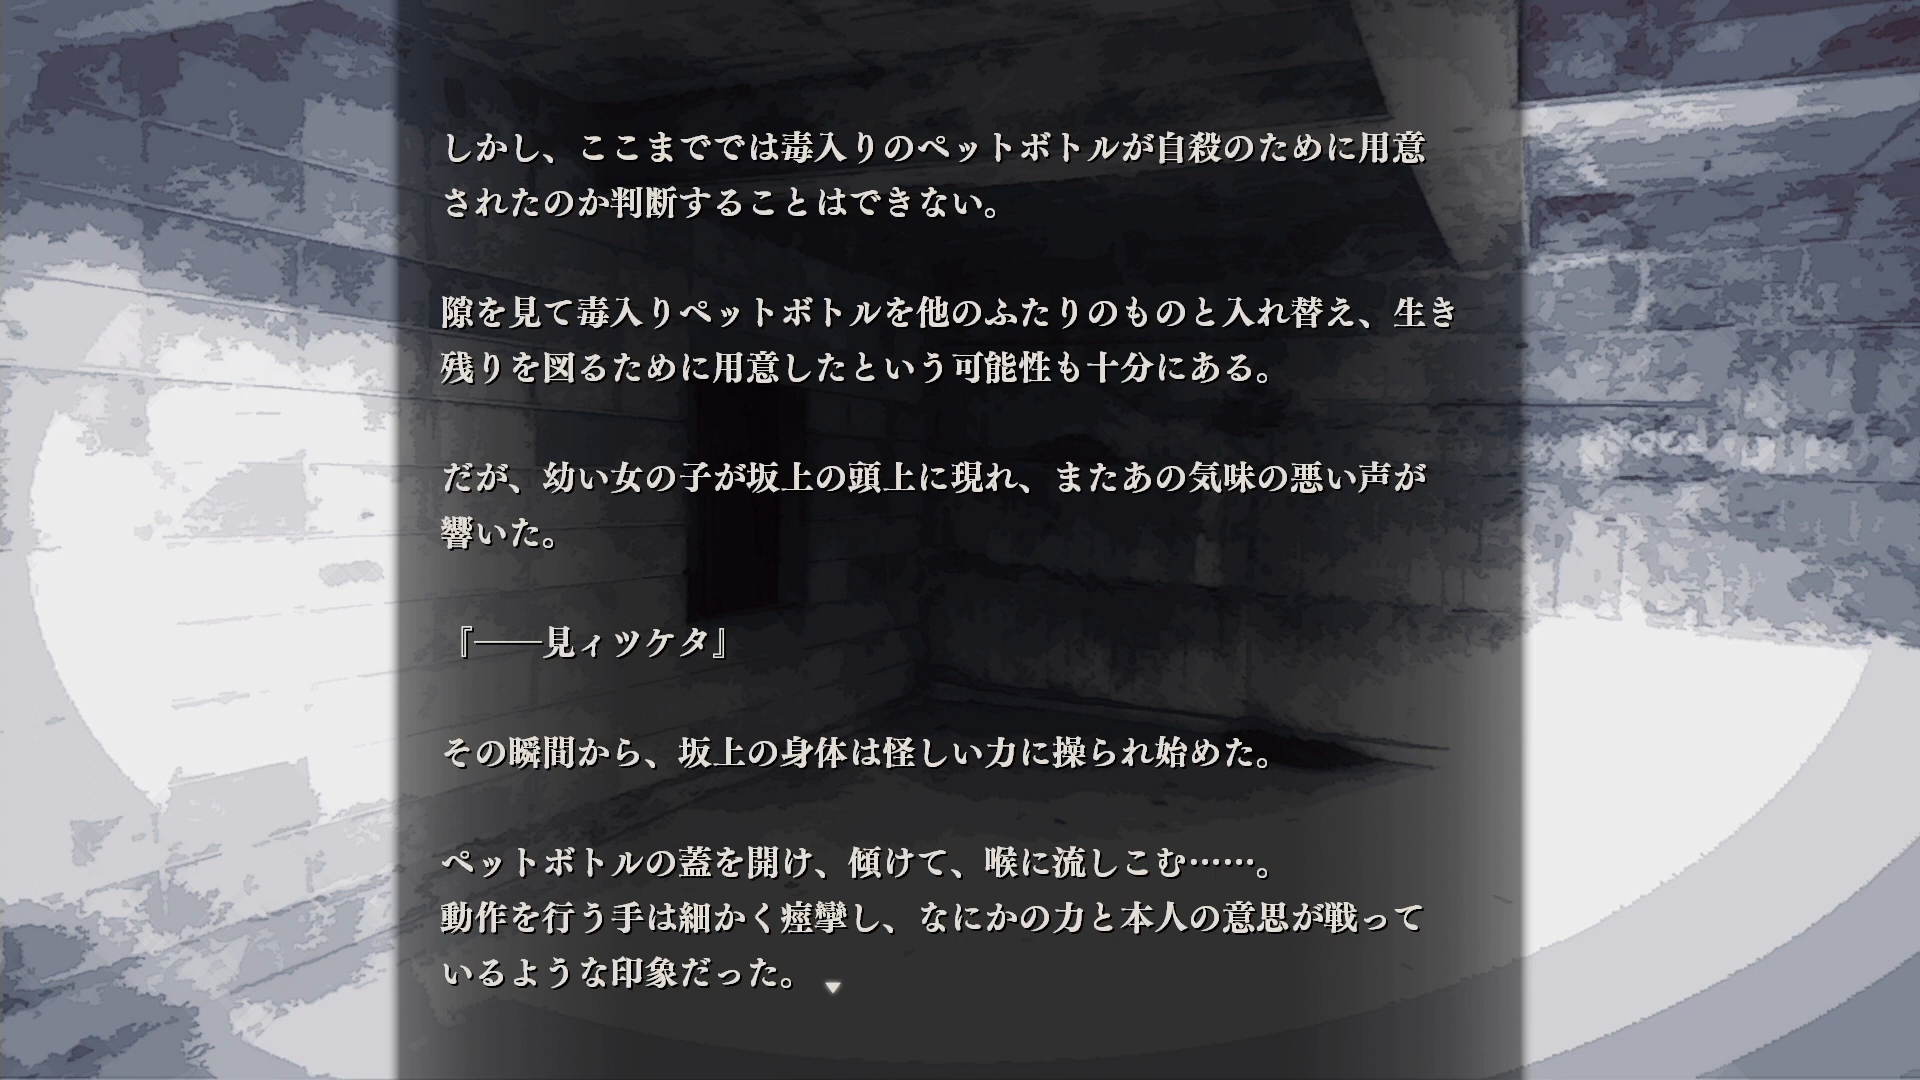 しかし、ここまででは毒入りのペットボトルが自殺のために用意
されたのか判断することはできない。
隙を見て毒入りペットボトルを他のふたりのものと入れ替え、生き
残りを図るために用意したという可能性も十分にある。
だが、幼い女の子が坂上の頭上に現れ、またあの気味の悪い声が
響いた。
『――見ィツケタ』
その瞬間から、坂上の身体は怪しい力に操られ始めた。
ペットボトルの蓋を開け、傾けて、喉に流しこむ……。
動作を行う手は細かく痙攣し、なにかの力と本人の意思が戦って
いるような印象だった。